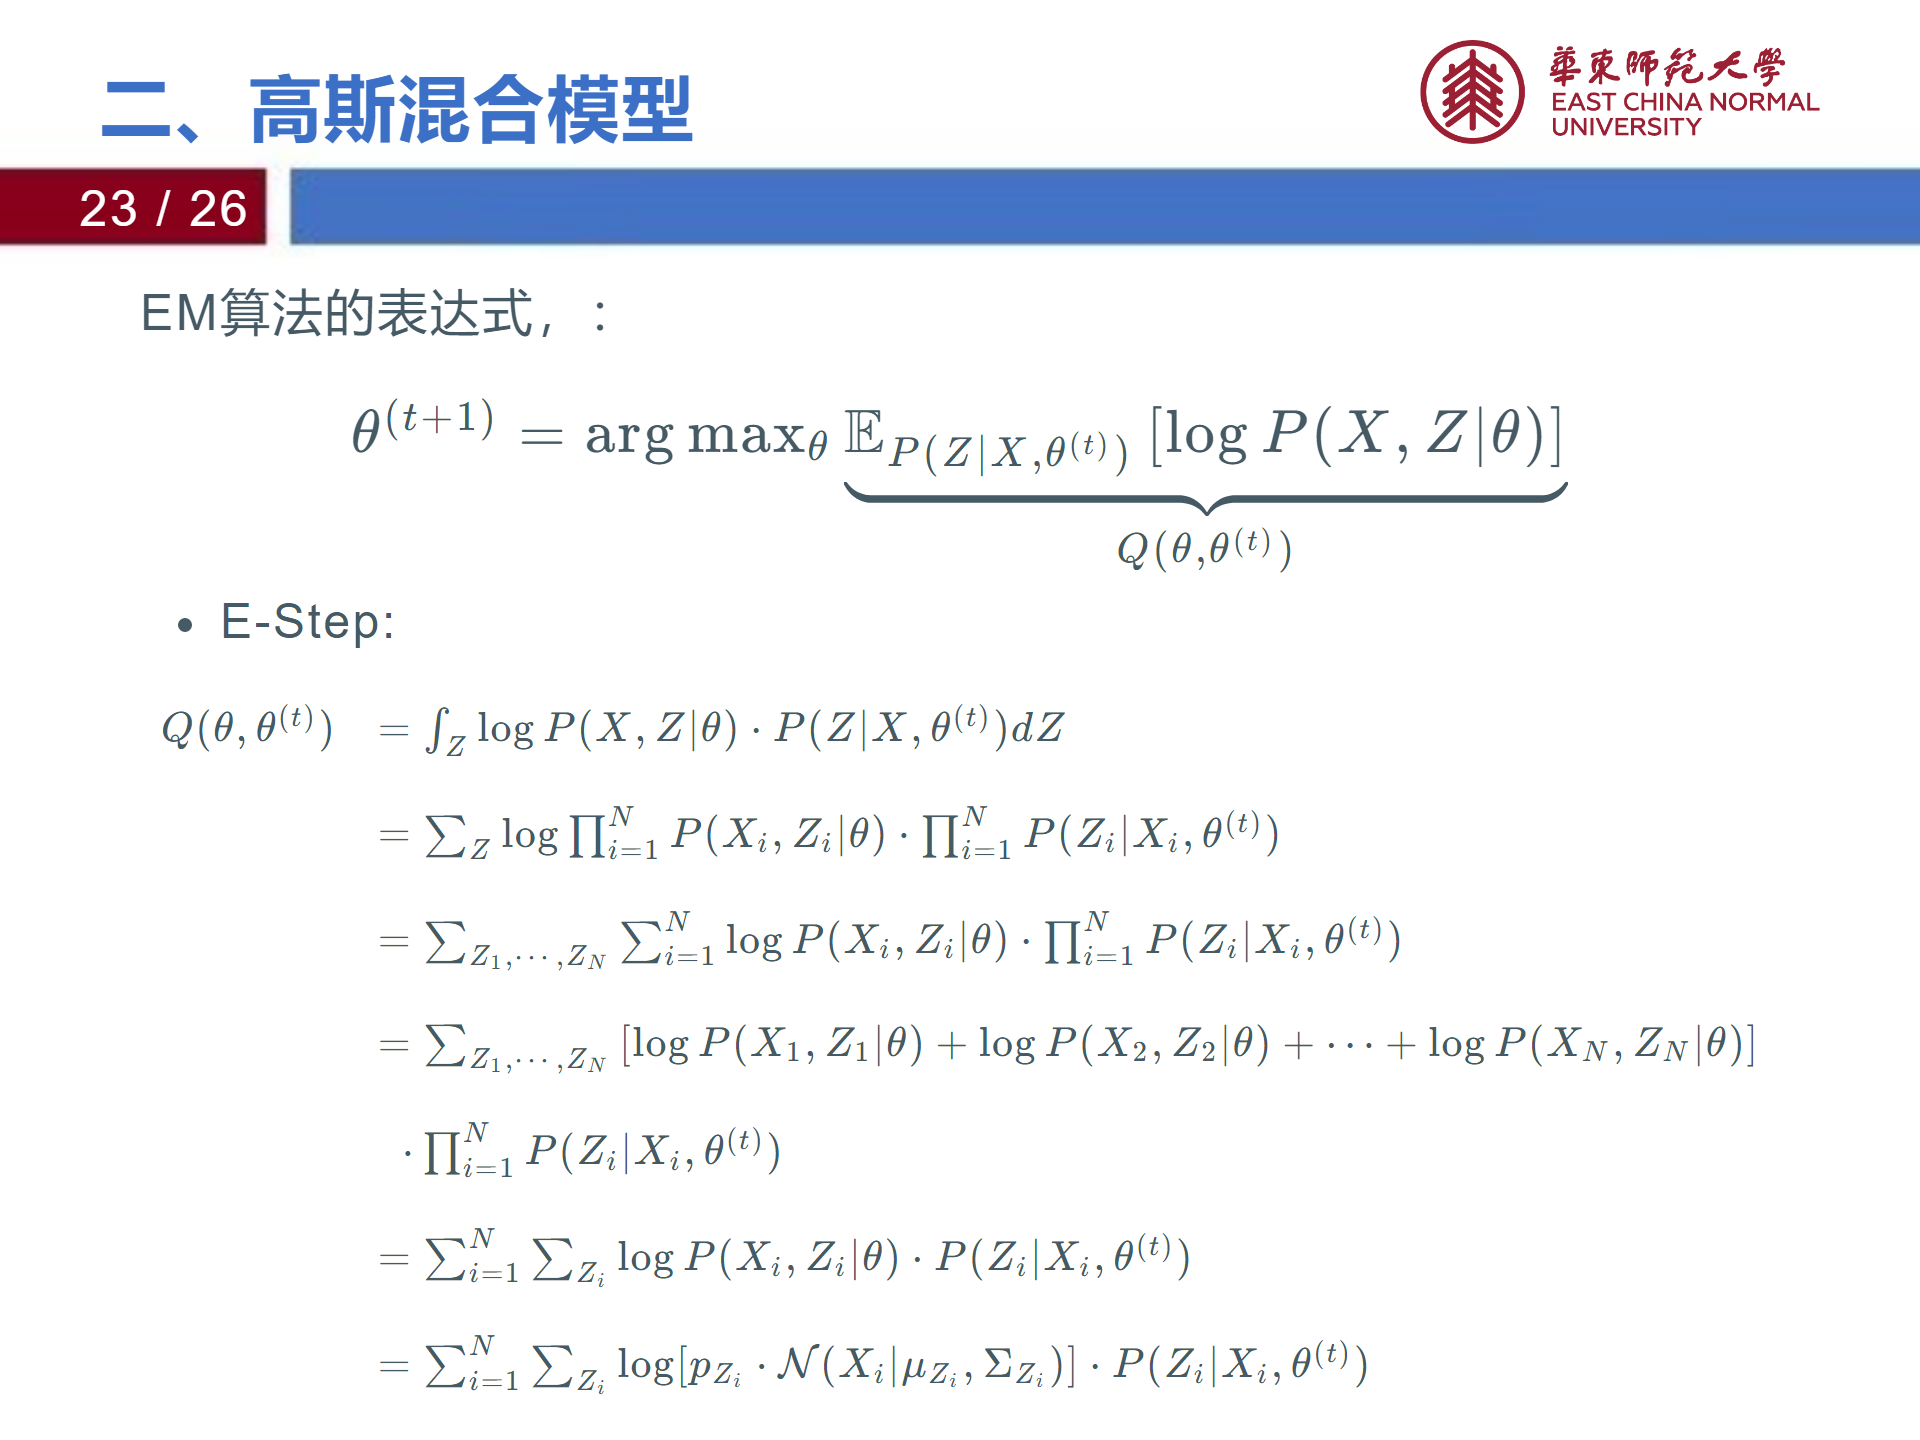 二、高斯混合模型
華東師範大學
EAST CHINA NORMAL
UNIVERSITY
23 / 26
EM算法的表达式，：
θ^{(t+1)} = arg max_θ 𝔼_{P(Z|X,θ^{(t)})} [log P(X, Z|θ)]
Q(θ,θ^{(t)})
• E-Step:
Q(θ, θ^{(t)}) = ∫_Z log P(X, Z|θ) · P(Z|X, θ^{(t)})dZ
= ∑_Z log ∏_{i=1}^N P(X_i, Z_i|θ) · ∏_{i=1}^N P(Z_i|X_i, θ^{(t)})
= ∑_{Z_1,⋯,Z_N} ∑_{i=1}^N log P(X_i, Z_i|θ) · ∏_{i=1}^N P(Z_i|X_i, θ^{(t)})
= ∑_{Z_1,⋯,Z_N} [log P(X_1, Z_1|θ) + log P(X_2, Z_2|θ) + ⋯ + log P(X_N, Z_N|θ)]
· ∏_{i=1}^N P(Z_i|X_i, θ^{(t)})
= ∑_{i=1}^N ∑_{Z_i} log P(X_i, Z_i|θ) · P(Z_i|X_i, θ^{(t)})
= ∑_{i=1}^N ∑_{Z_i} log[p_{Z_i} · 𝒩(X_i|μ_{Z_i}, Σ_{Z_i})] · P(Z_i|X_i, θ^{(t)})